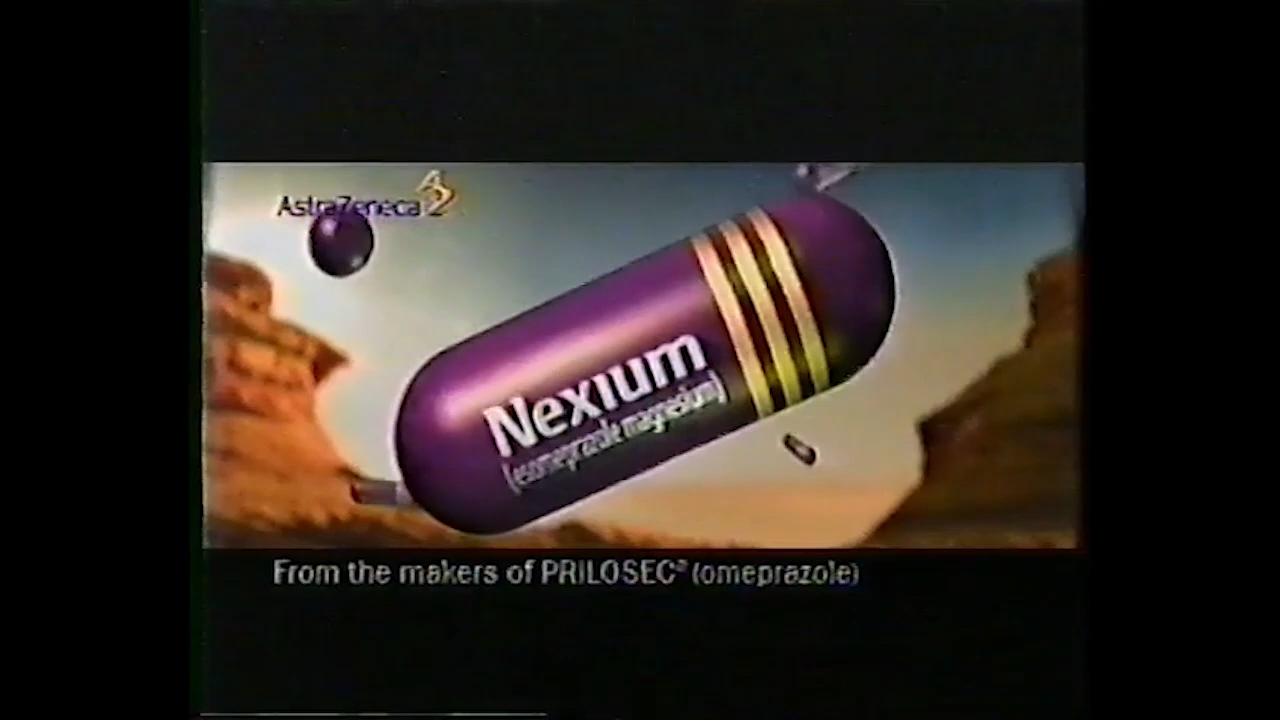 AstraZeneca
Nexium
(esomeprazole magnesium)
From the makers of PRILOSEC® (omeprazole)